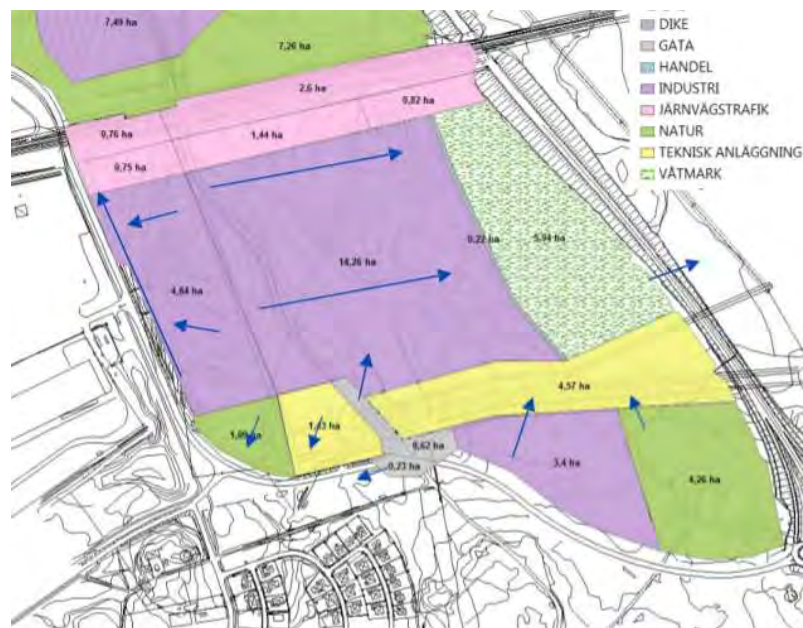 7,49 ha
7,26 ha
2,6 ha
0,82 ha
0,76 ha
1,44 ha
0,75 ha
0,22 ha
5,94 ha
14,26 ha
4,84 ha
4,57 ha
0,62 ha
0,23 ha
3,4 ha
4,26 ha
DIKE
GATA
HANDEL
INDUSTRI
JÄRNVÄGSTRAFIK
NATUR
TEKNISK ANLÄGGNING
VÅTMARK